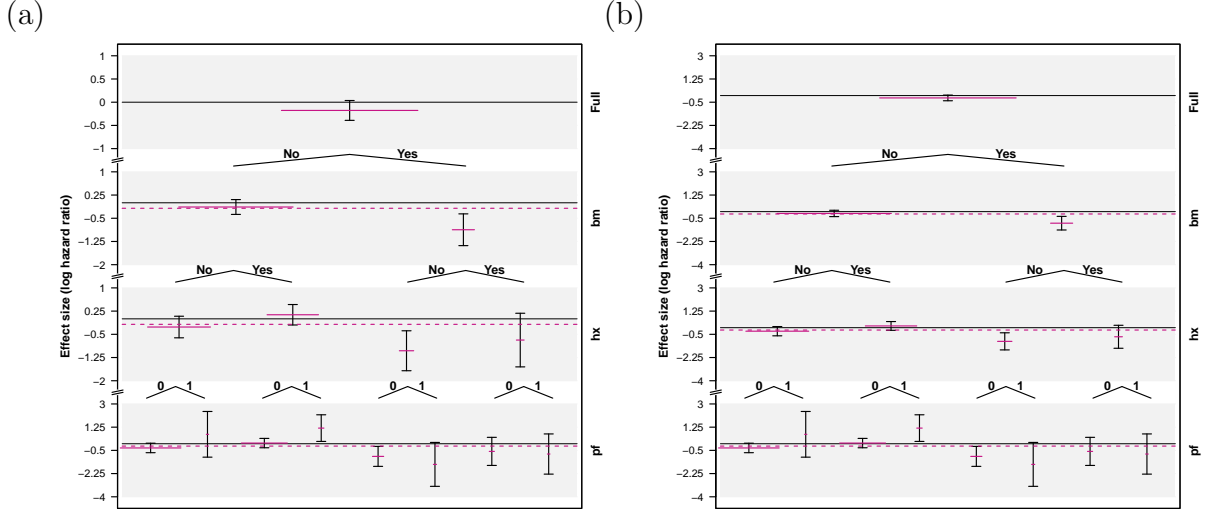 (a)
(b)
Effect size (log hazard ratio)
1
0.5
0
−0.5
−1
Full
No Yes
3
0.25
−0.5
−1.25
−2
bm
No Yes No Yes
3
0.25
−0.5
−1.25
−2
hx
0 1 0 1 0 1 0 1
3
1.25
−0.5
−2.25
−4
pf
Effect size (log hazard ratio)
3
1.25
−0.5
−2.25
−4
Full
No Yes
3
1.25
−0.5
−2.25
−4
bm
No Yes No Yes
3
1.25
−0.5
−2.25
−4
hx
0 1 0 1 0 1 0 1
3
1.25
−0.5
−2.25
−4
pf